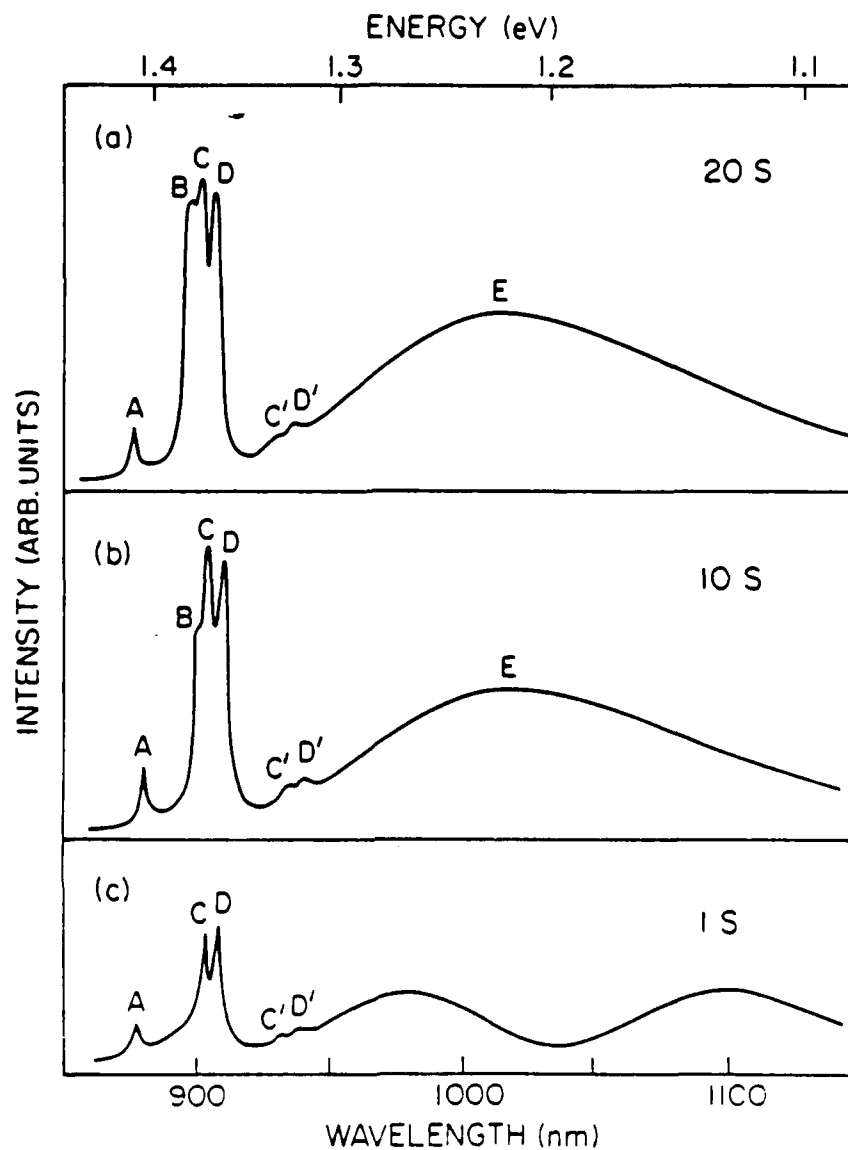 ENERGY (eV)
1.4 1.3 1.2 1.1
(a)
20 S
B C D
A
C' D'
E
INTENSITY (ARB. UNITS)
(b)
10 S
B C D
A
C' D'
E
(c)
1 S
C D
A
C' D'
900 1000 1100
WAVELENGTH (nm)